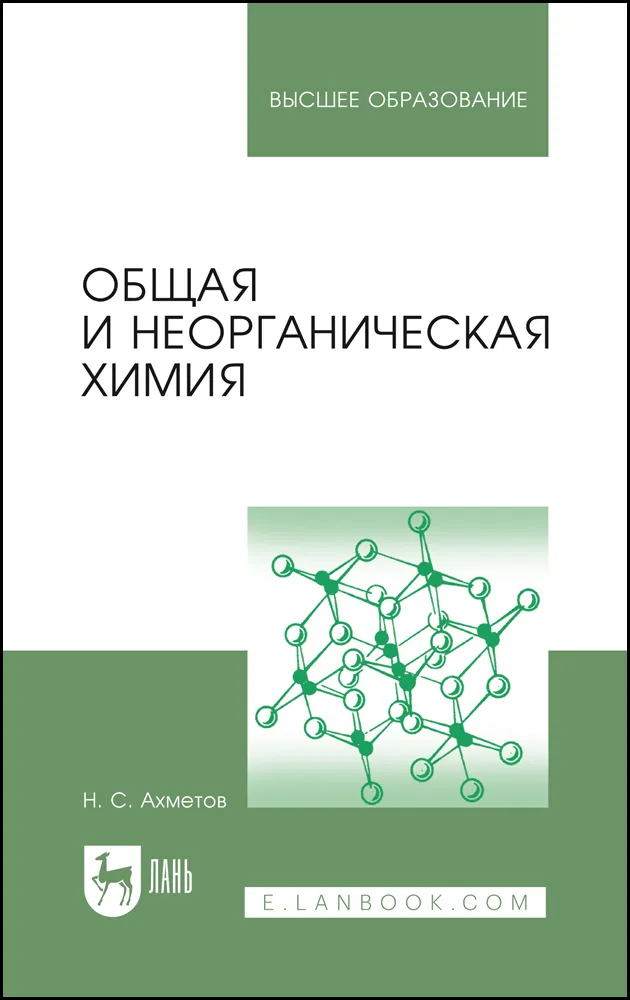 ВЫСШЕЕ ОБРАЗОВАНИЕ
ОБЩАЯ
И НЕОРГАНИЧЕСКАЯ
ХИМИЯ
Н. С. Ахметов
ЛАНЬ
E.LANBOOK.COM